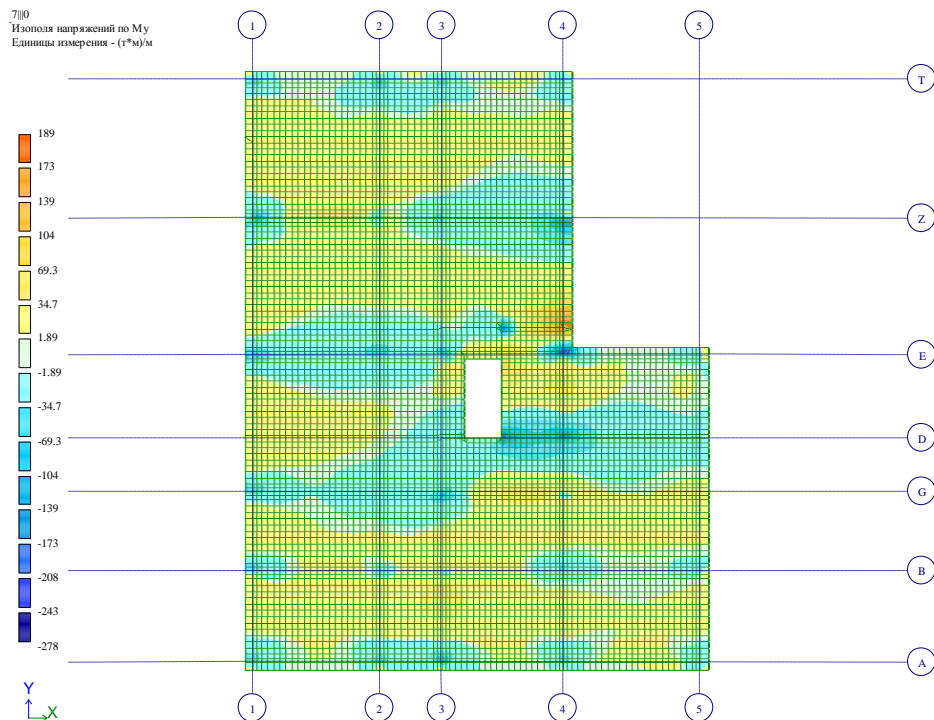 7|||0
Изополя напряжений по My
Единицы измерения - (т*м)/м
1 2 3 4 5
T
189
173
139
Z
104
69.3
34.7
1.89
E
-1.89
-34.7
-69.3
D
-104
G
-139
-173
B
-208
-243
-278
A
Y
X
1 2 3 4 5